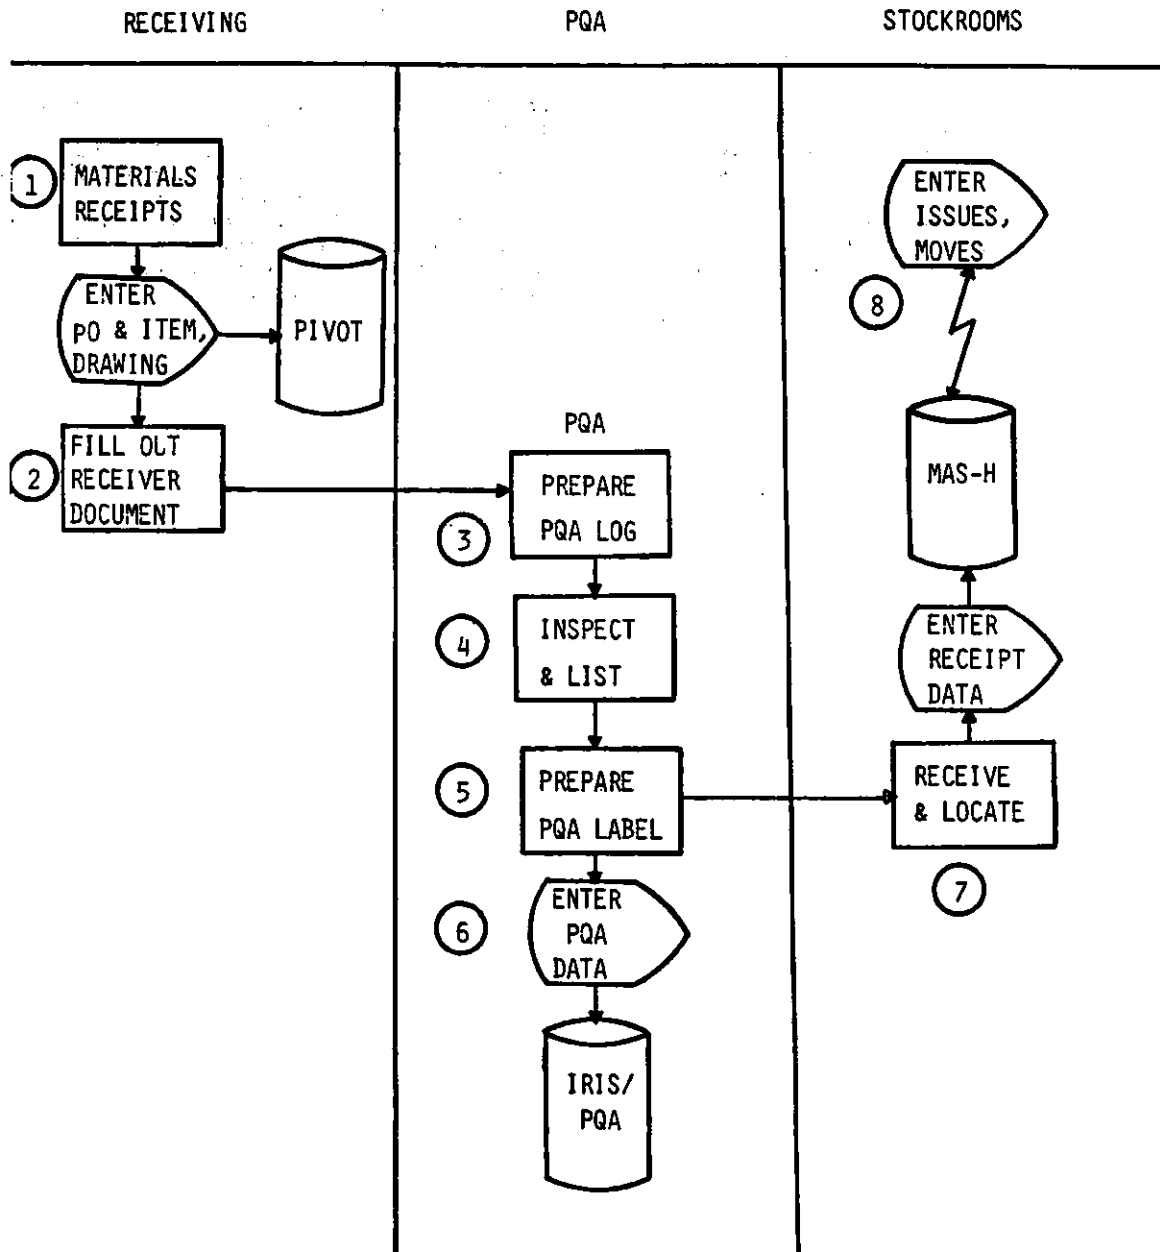 RECEIVING
PQA
STOCKROOMS
1
MATERIALS
RECEIPTS
ENTER
PO & ITEM,
DRAWING
PIVOT
2
FILL OUT
RECEIVER
DOCUMENT
PQA
3
PREPARE
PQA LOG
4
INSPECT
& LIST
5
PREPARE
PQA LABEL
6
ENTER
PQA
DATA
IRIS/
PQA
7
RECEIVE
& LOCATE
ENTER
RECEIPT
DATA
MAS-H
8
ENTER
ISSUES,
MOVES